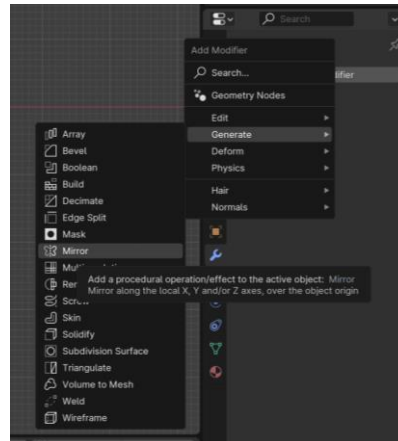 Search
Add Modifier
Search...
Geometry Nodes
Edit
Generate
Deform
Physics
Hair
Normals
Array
Bevel
Boolean
Build
Decimate
Edge Split
Mask
Mirror
Add a procedural operation/effect to the active object: Mirror
Mirror along the local X, Y and/or Z axes, over the object origin
Skin
Solidify
Subdivision Surface
Triangulate
Volume to Mesh
Weld
Wireframe